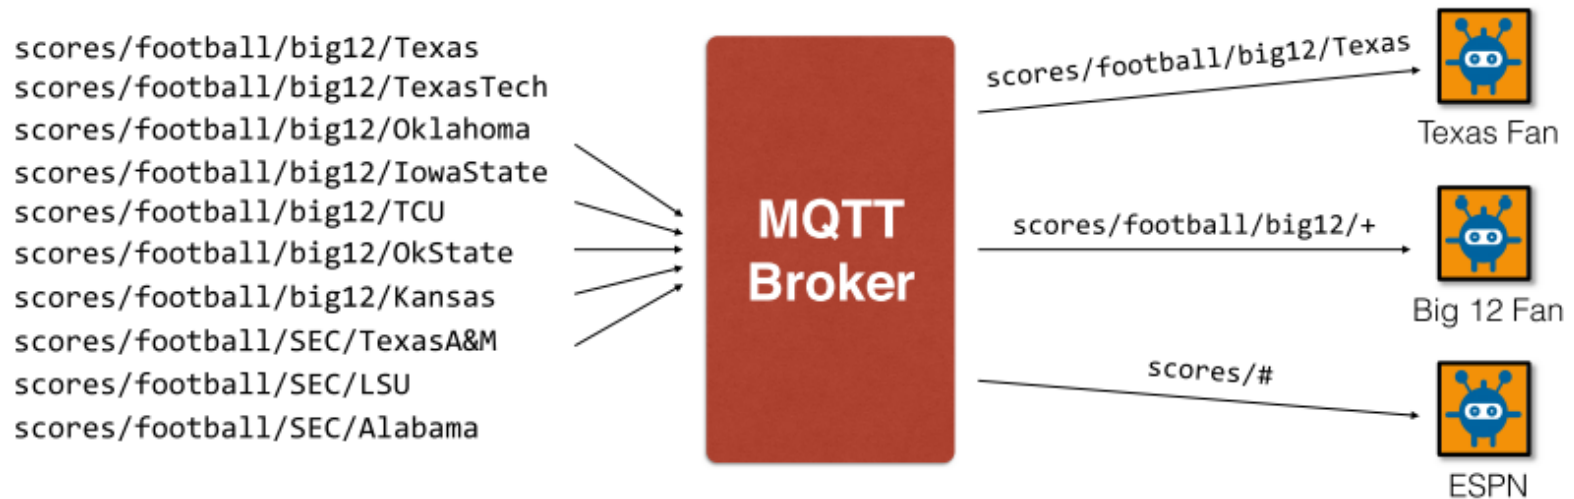 scores/football/big12/Texas
scores/football/big12/TexasTech
scores/football/big12/Oklahoma
scores/football/big12/IowaState
scores/football/big12/TCU
scores/football/big12/OkState
scores/football/big12/Kansas
scores/football/SEC/TexasA&M
scores/football/SEC/LSU
scores/football/SEC/Alabama
MQTT
Broker
scores/football/big12/Texas
Texas Fan
scores/football/big12/+
Big 12 Fan
scores/#
ESPN